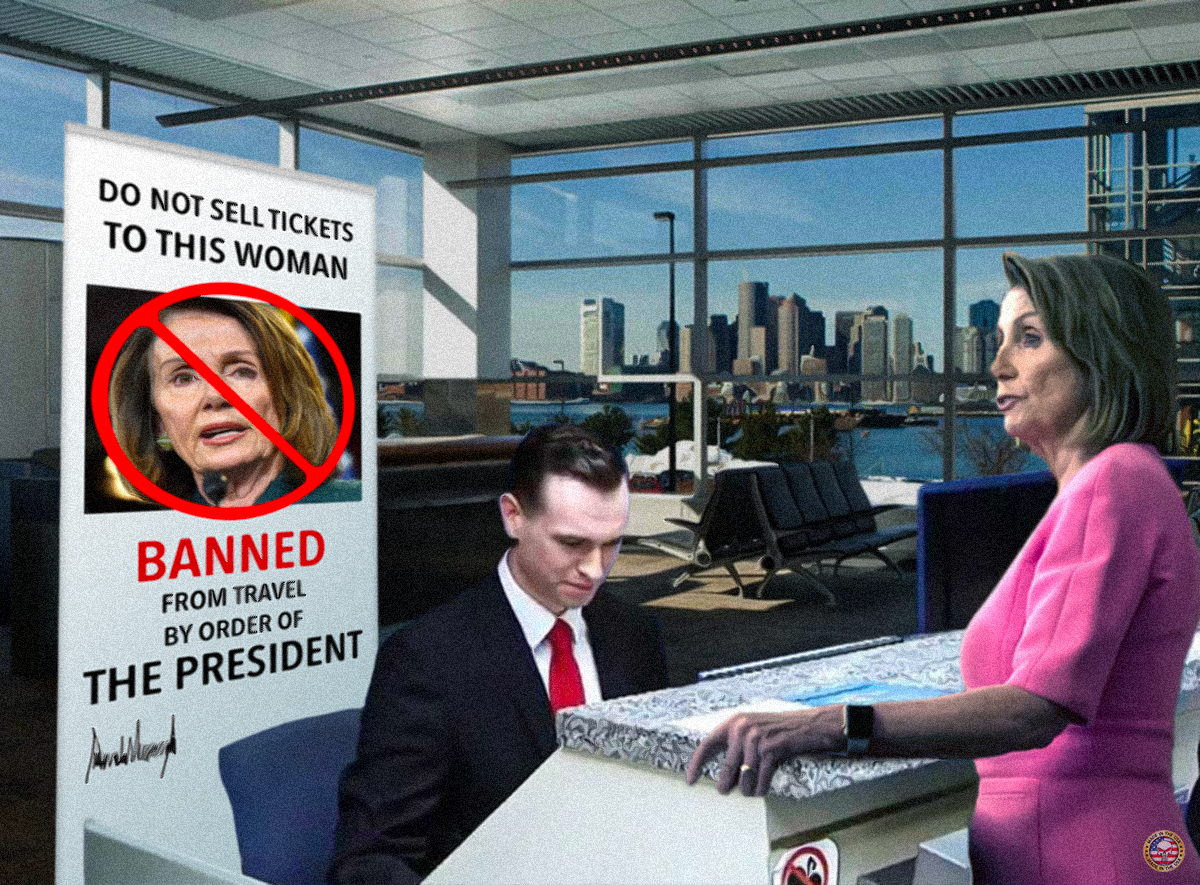 DO NOT SELL TICKETS
TO THIS WOMAN
BANNED
FROM TRAVEL
BY ORDER OF
THE PRESIDENT